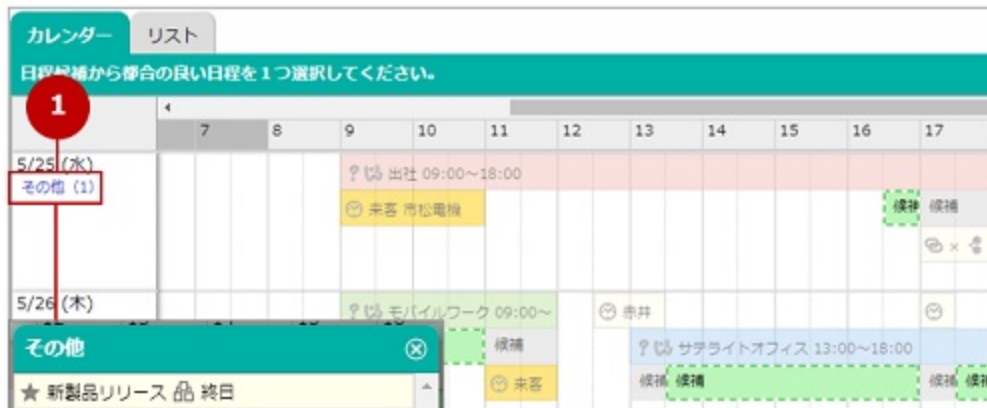 カレンダー リスト
日程候補から都合の良い日程を1つ選択してください。
1
7 8 9 10 11 12 13 14 15 16 17
5/25 (水)
その他 (1)
出社 09:00～18:00
来客 市松電機
候補 候補
5/26 (木)
モバイルワーク 09:00～
赤井
候補
サテライトオフィス 13:00～18:00
来客
候補 候補 候補 候補
その他
新製品リリース 終日